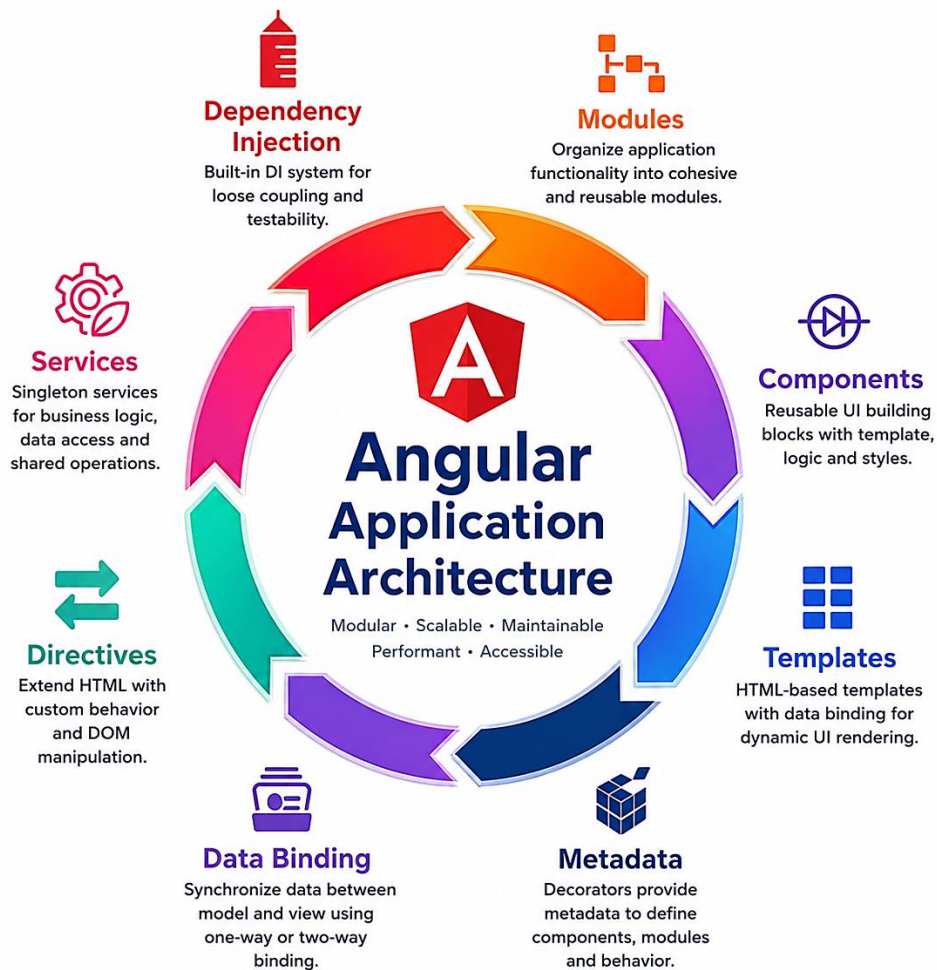 Dependency
Injection
Built-in DI system for
loose coupling and
testability.
Modules
Organize application
functionality into cohesive
and reusable modules.
Components
Reusable UI building
blocks with template,
logic and styles.
Templates
HTML-based templates
with data binding for
dynamic UI rendering.
Metadata
Decorators provide
metadata to define
components, modules
and behavior.
Data Binding
Synchronize data between
model and view using
one-way or two-way
binding.
Directives
Extend HTML with
custom behavior
and DOM
manipulation.
Services
Singleton services
for business logic,
data access and
shared operations.
A
Angular
Application
Architecture
Modular • Scalable • Maintainable
Performant • Accessible